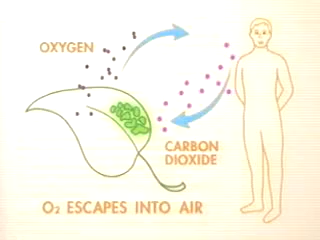 OXYGEN
CARBON
DIOXIDE
O₂ ESCAPES INTO AIR